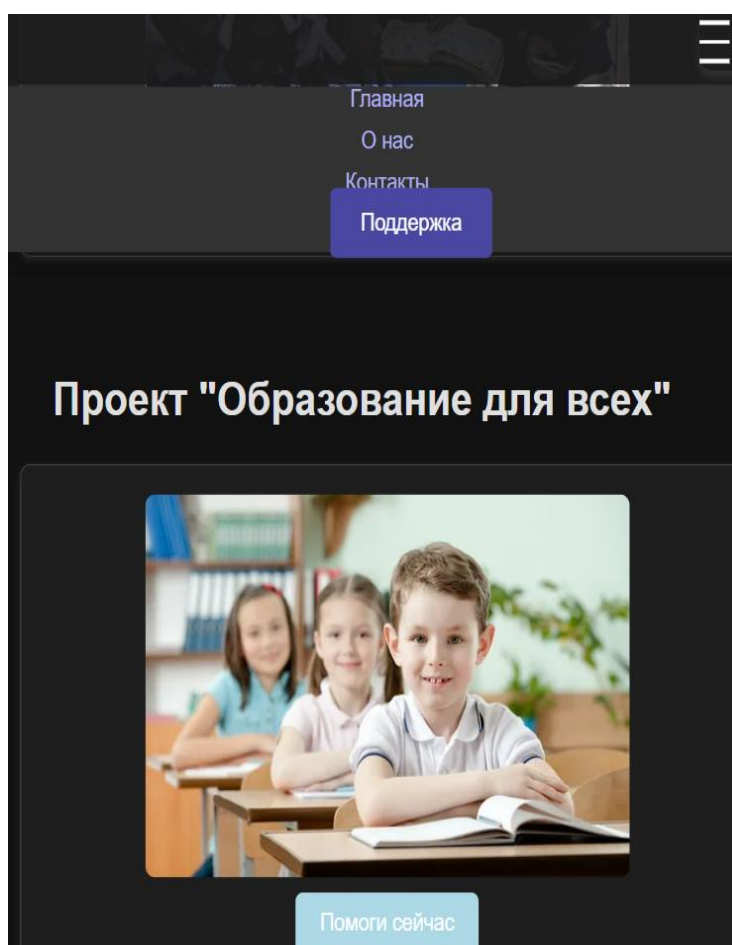 Главная
О нас
Контакты
Поддержка
Проект "Образование для всех"
Помоги сейчас